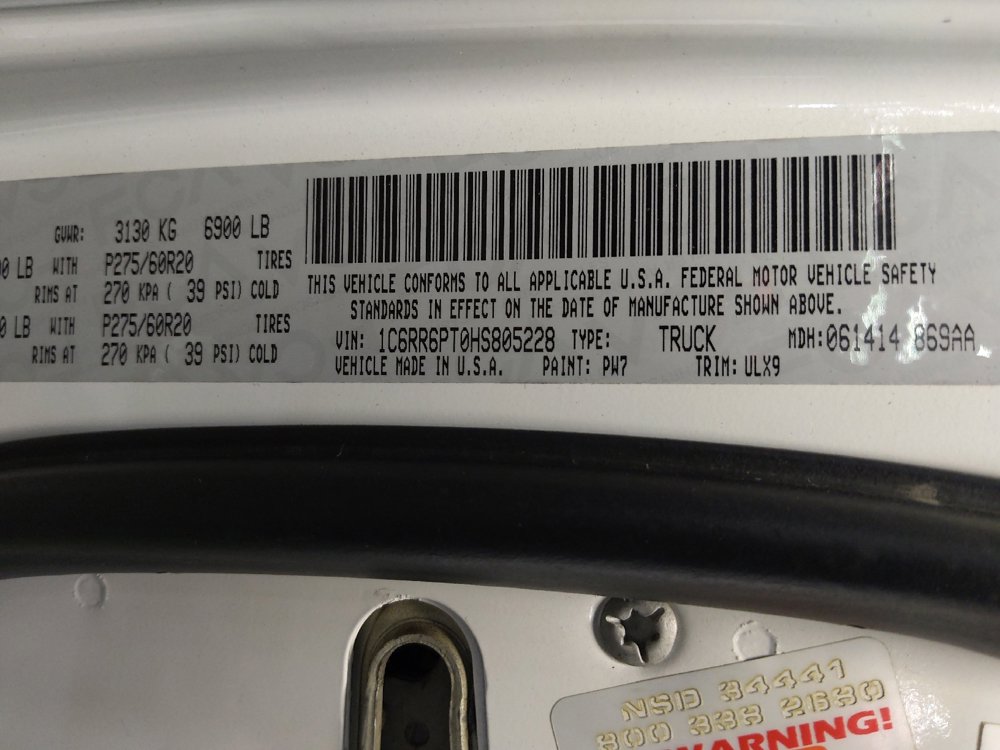 GVWR: 3130 KG 6900 LB
0 LB WITH P275/60R20 TIRES
RIMS AT 270 KPA ( 39 PSI) COLD
0 LB WITH P275/60R20 TIRES
RIMS AT 270 KPA ( 39 PSI) COLD
THIS VEHICLE CONFORMS TO ALL APPLICABLE U.S.A. FEDERAL MOTOR VEHICLE SAFETY
STANDARDS IN EFFECT ON THE DATE OF MANUFACTURE SHOWN ABOVE.
VIN: 1C6RR6PT0HS805228 TYPE: TRUCK MDH: 061414 869AA
VEHICLE MADE IN U.S.A. PAINT: PW7 TRIM: ULX9
NSD 34441
800 338 2680
WARNING!